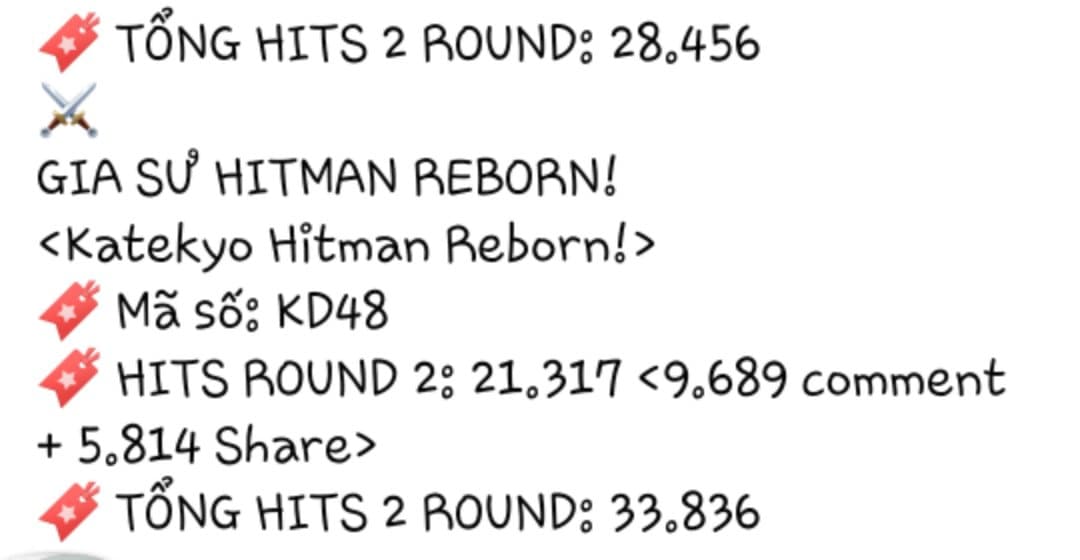 TỔNG HITS 2 ROUND: 28.456
GIA SƯ HITMAN REBORN!
<Katekyo Hitman Reborn!>
Mã số: KD48
HITS ROUND 2: 21.317 <9.689 comment
+ 5.814 Share>
TỔNG HITS 2 ROUND: 33.836